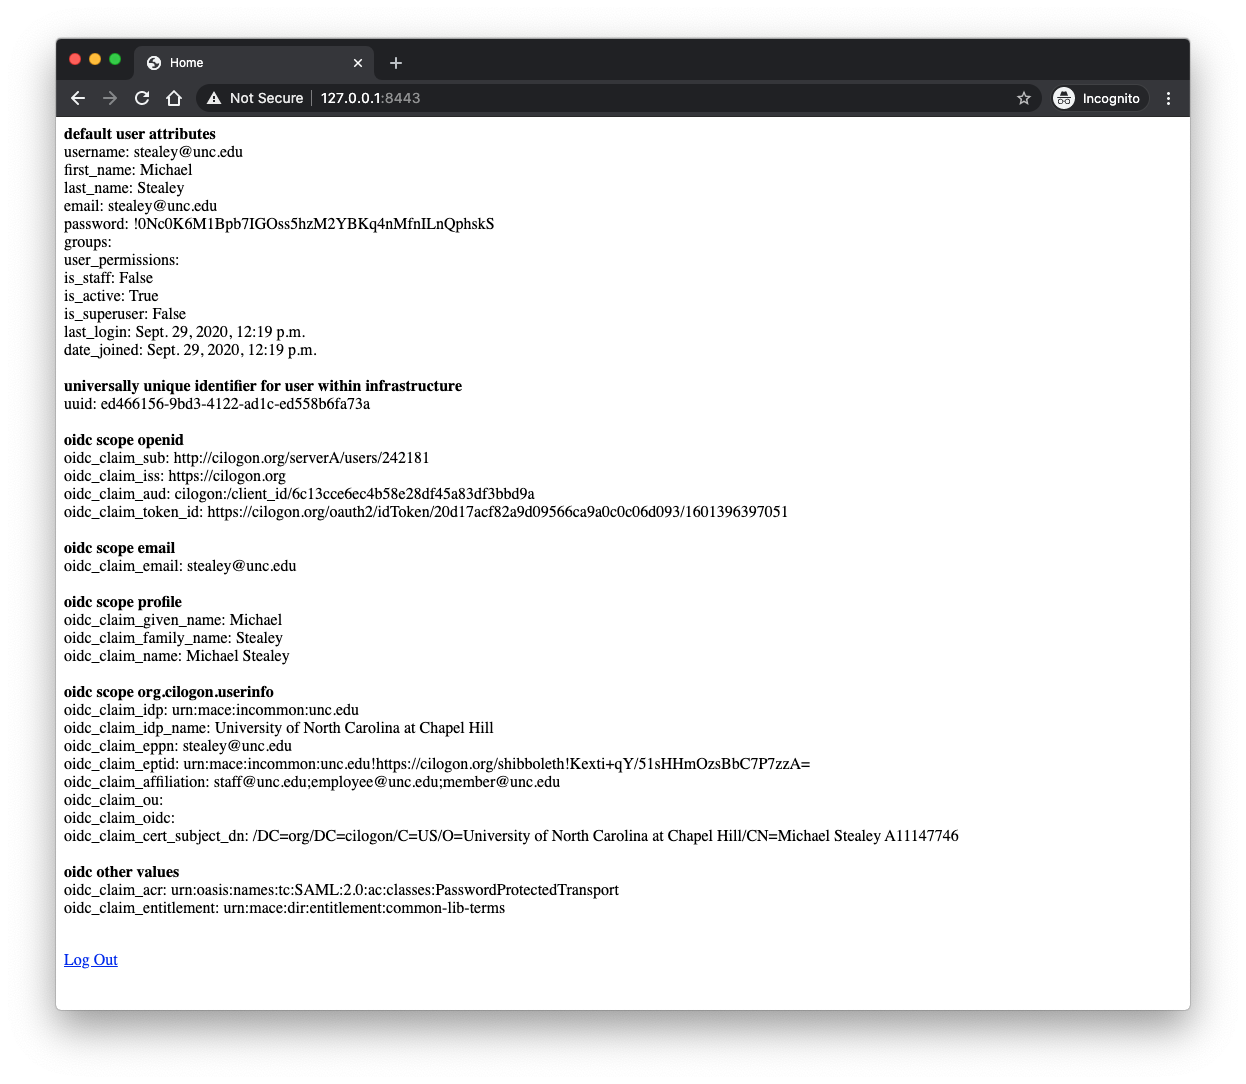 Home
Not Secure 127.0.0.1:8443 Incognito
default user attributes
username: stealey@unc.edu
first_name: Michael
last_name: Stealey
email: stealey@unc.edu
password: !0Nc0K6M1Bpb7IGOss5hzM2YBKq4nMfnILnQphskS
groups:
user_permissions:
is_staff: False
is_active: True
is_superuser: False
last_login: Sept. 29, 2020, 12:19 p.m.
date_joined: Sept. 29, 2020, 12:19 p.m.
universally unique identifier for user within infrastructure
uuid: ed466156-9bd3-4122-ad1c-ed558b6fa73a
oidc scope openid
oidc_claim_sub: http://cilogon.org/serverA/users/242181
oidc_claim_iss: https://cilogon.org
oidc_claim_aud: cilogon:/client_id/6c13cce6ec4b58e28df45a83df3bbd9a
oidc_claim_token_id: https://cilogon.org/oauth2/idToken/20d17acf82a9d09566ca9a0c0c06d093/1601396397051
oidc scope email
oidc_claim_email: stealey@unc.edu
oidc scope profile
oidc_claim_given_name: Michael
oidc_claim_family_name: Stealey
oidc_claim_name: Michael Stealey
oidc scope org.cilogon.userinfo
oidc_claim_idp: urn:mace:incommon:unc.edu
oidc_claim_idp_name: University of North Carolina at Chapel Hill
oidc_claim_eppn: stealey@unc.edu
oidc_claim_eptid: urn:mace:incommon:unc.edu!https://cilogon.org/shibboleth!Kexti+qY/51sHHmOzsBbC7P7zzA=
oidc_claim_affiliation: staff@unc.edu;employee@unc.edu;member@unc.edu
oidc_claim_ou:
oidc_claim_oidc:
oidc_claim_cert_subject_dn: /DC=org/DC=cilogon/C=US/O=University of North Carolina at Chapel Hill/CN=Michael Stealey A11147746
oidc other values
oidc_claim_acr: urn:oasis:names:tc:SAML:2.0:ac:classes:PasswordProtectedTransport
oidc_claim_entitlement: urn:mace:dir:entitlement:common-lib-terms
Log Out